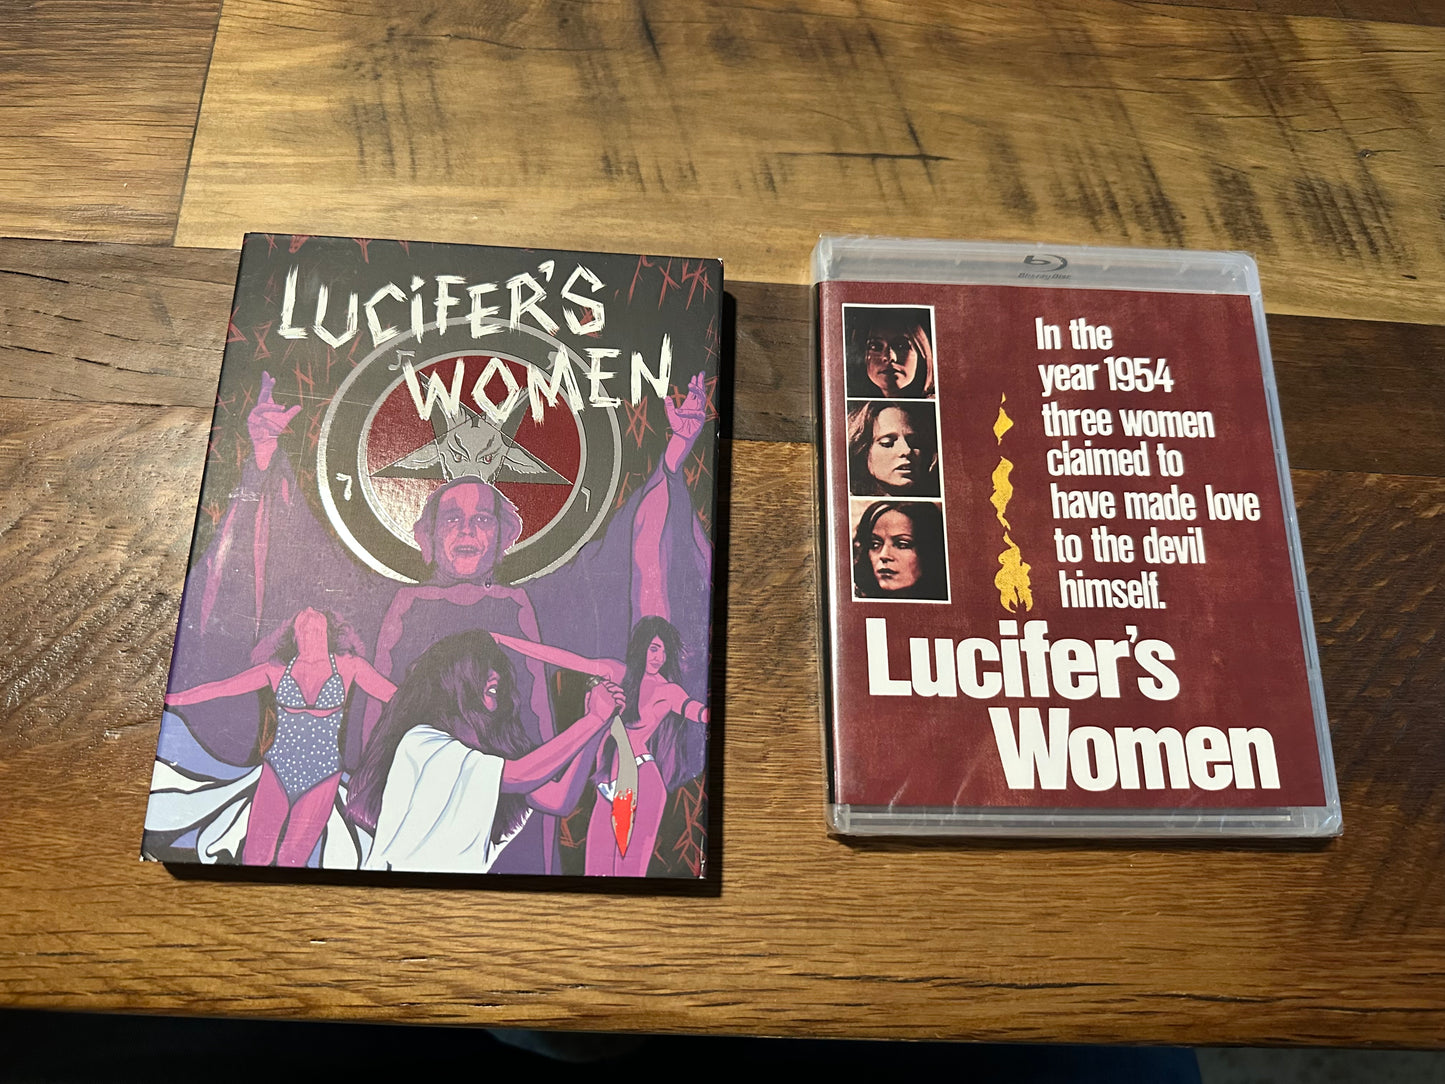 LUCiFER'S
WOMEN
Blu-ray Disc
In the
year 1954
three women
claimed to
have made love
to the devil
himself.
Lucifer's
Women